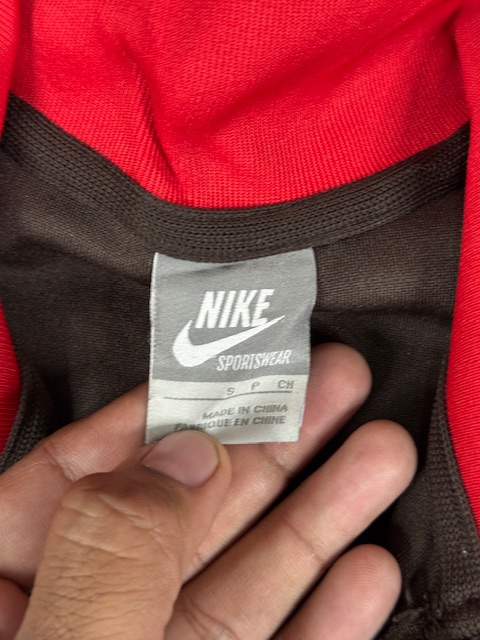 NIKE
SPORTSWEAR
S P CH
MADE IN CHINA
FABRIQUE EN CHINE